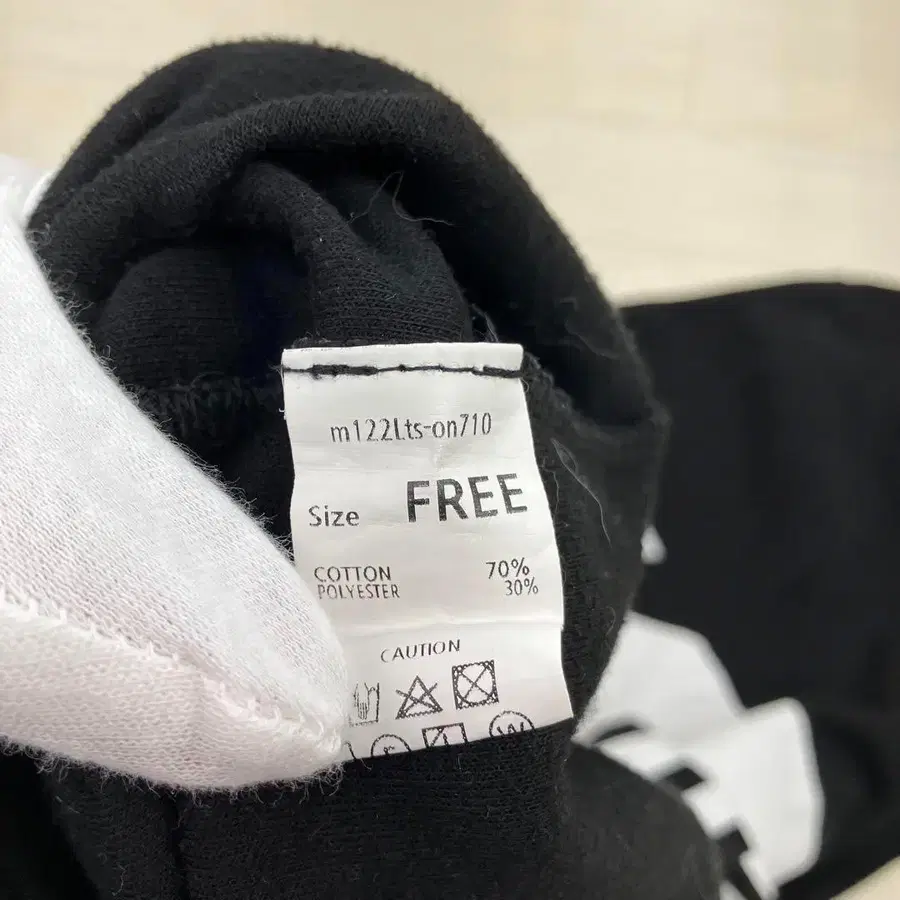 m122Lts-on710
Size FREE
COTTON 70%
POLYESTER 30%
CAUTION